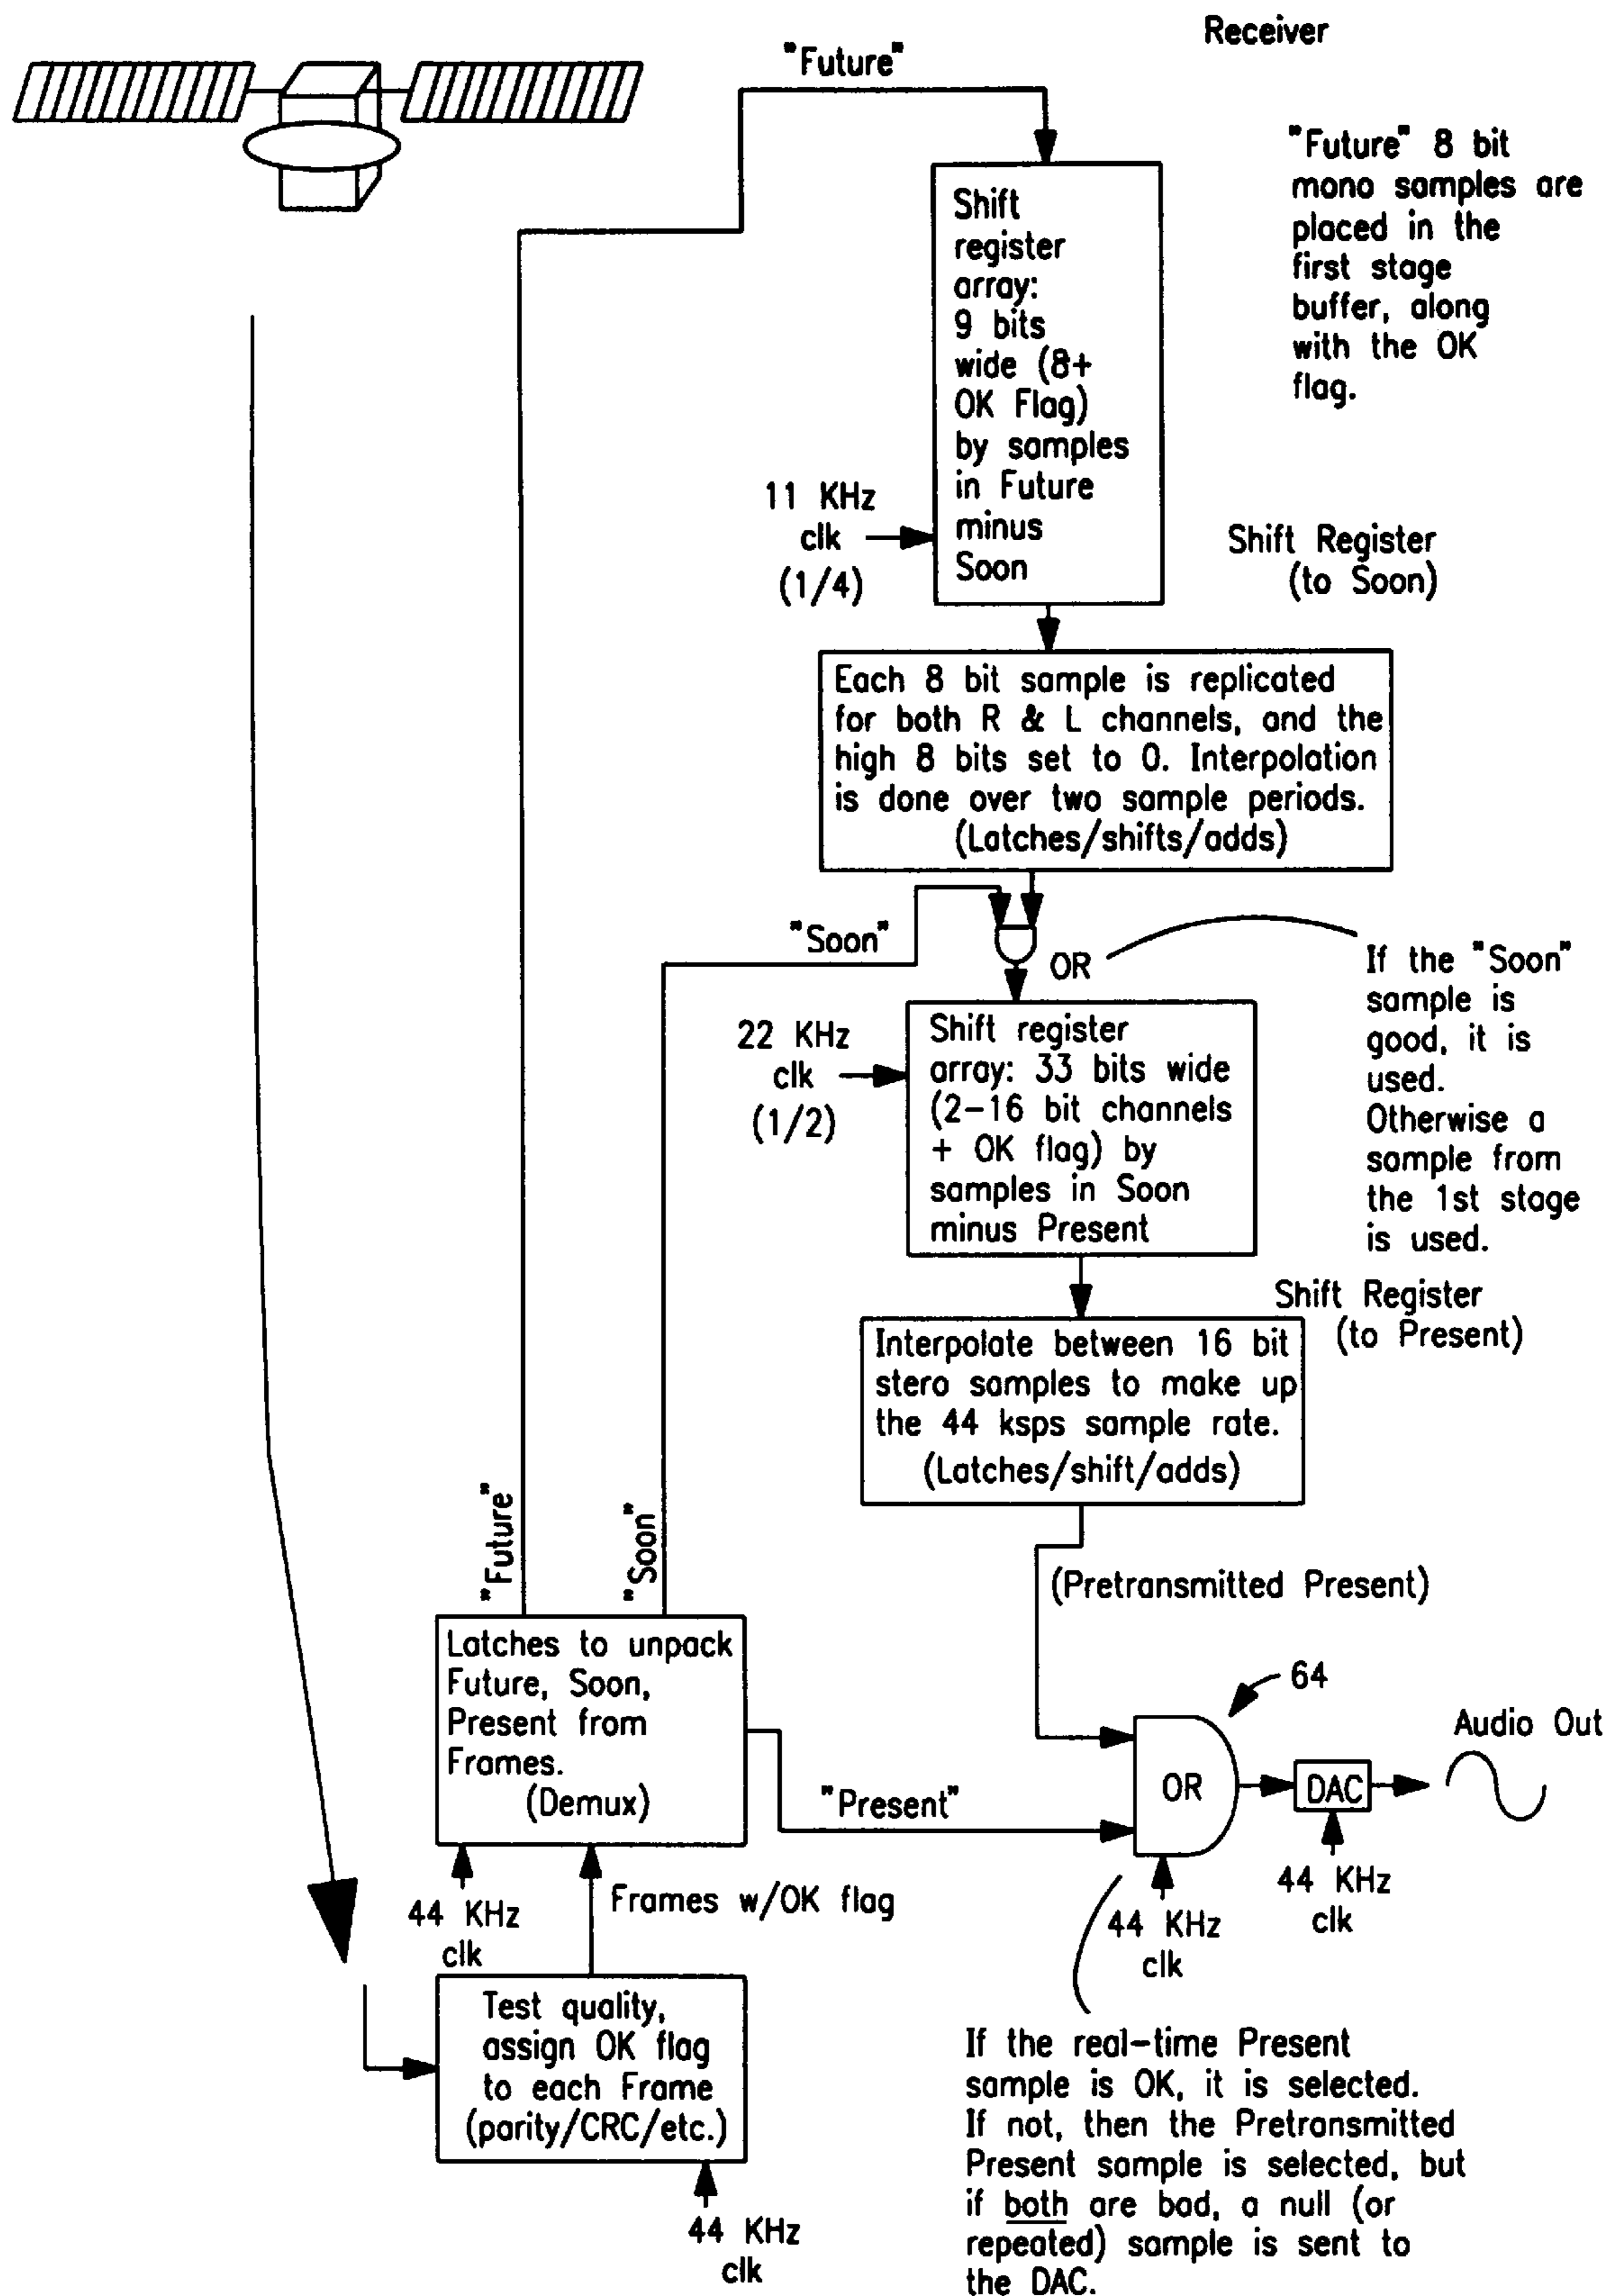 Receiver
"Future"
"Future" 8 bit
mono samples are
placed in the
first stage
buffer, along
with the OK
flag.
Shift
register
array:
9 bits
wide (8+
OK Flag)
by samples
in Future
minus
Soon
11 KHz
clk
(1/4)
Shift Register
(to Soon)
Each 8 bit sample is replicated
for both R & L channels, and the
high 8 bits set to 0. Interpolation
is done over two sample periods.
(Latches/shifts/adds)
"Soon"
OR
If the "Soon"
sample is
good, it is
used.
Otherwise a
sample from
the 1st stage
is used.
22 KHz
clk
(1/2)
Shift register
array: 33 bits wide
(2-16 bit channels
+ OK flag) by
samples in Soon
minus Present
Shift Register
(to Present)
Interpolate between 16 bit
stero samples to make up
the 44 ksps sample rate.
(Latches/shift/adds)
"Future"
"Soon"
(Pretransmitted Present)
Latches to unpack
Future, Soon,
Present from
Frames.
(Demux)
64
Audio Out
OR
DAC
"Present"
44 KHz
clk
Frames w/OK flag
44 KHz
clk
44 KHz
clk
Test quality,
assign OK flag
to each Frame
(parity/CRC/etc.)
44 KHz
clk
If the real-time Present
sample is OK, it is selected.
If not, then the Pretransmitted
Present sample is selected, but
if both are bad, a null (or
repeated) sample is sent to
the DAC.